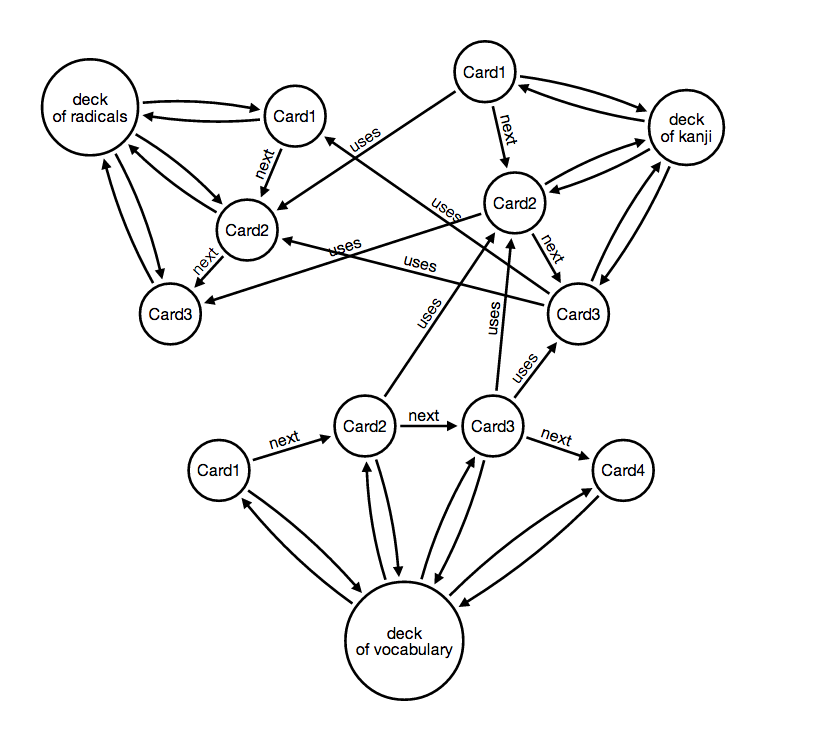 deck
of radicals
Card1
next
Card2
next
Card3
Card1
deck
of kanji
next
Card2
next
Card3
uses
uses
uses
uses
uses
uses
uses
Card1
next
Card2
next
Card3
next
Card4
deck
of vocabulary